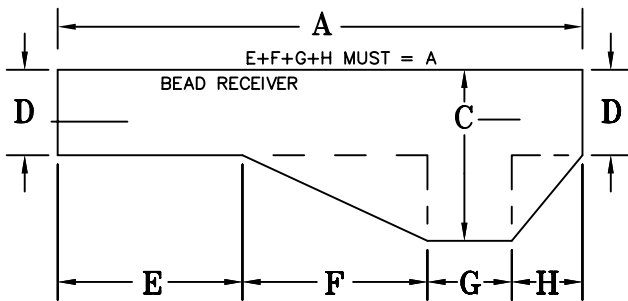 A
E+F+G+H MUST = A
BEAD RECEIVER
D
C
D
E
F
G
H